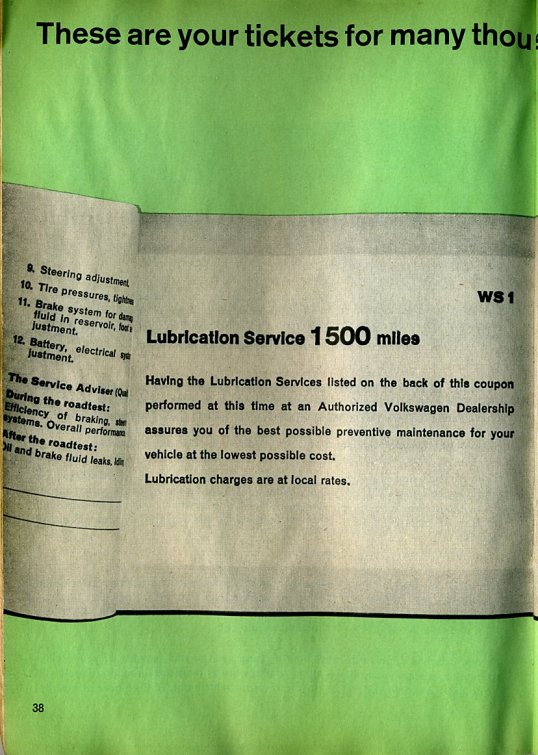 These are your tickets for many thou
9. Steering adjustment
10. Tire pressures,
11. Brake system for
fluid in reservoir,
justment.
12. Battery, electrical
justment.
The Service Adviser
During the roadtest:
Efficiency of braking,
systems. Overall
After the roadtest:
Oil and brake fluid leaks,
WS 1
Lubrication Service 1500 miles
Having the Lubrication Services listed on the back of this coupon
performed at this time at an Authorized Volkswagen Dealership
assures you of the best possible preventive maintenance for your
vehicle at the lowest possible cost.
Lubrication charges are at local rates.
38